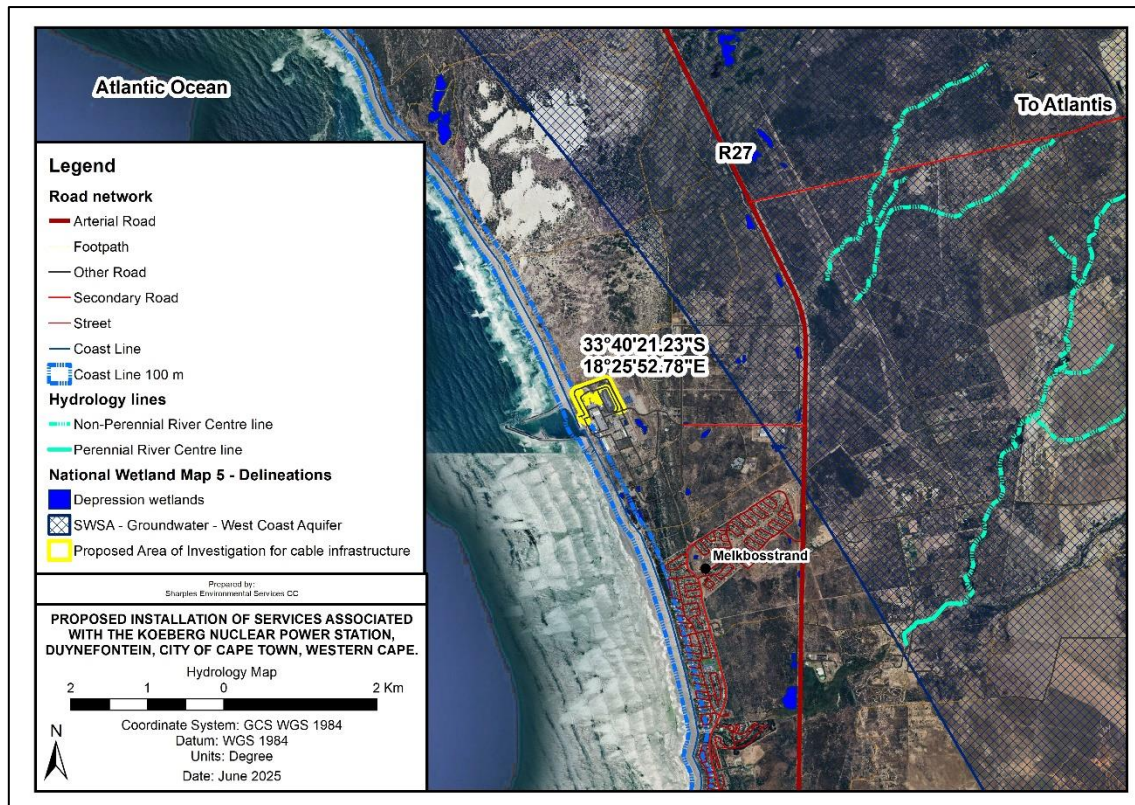 Atlantic Ocean
To Atlantis
R27
33°40'21.23"S
18°25'52.78"E
Melkbosstrand
Legend
Road network
Arterial Road
Footpath
Other Road
Secondary Road
Street
Coast Line
Coast Line 100 m
Hydrology lines
Non-Perennial River Centre line
Perennial River Centre line
National Wetland Map 5 - Delineations
Depression wetlands
SWSA - Groundwater - West Coast Aquifer
Proposed Area of Investigation for cable infrastructure
Prepared by:
Sharples Environmental Services CC
PROPOSED INSTALLATION OF SERVICES ASSOCIATED
WITH THE KOEBERG NUCLEAR POWER STATION,
DUYNEFONTEIN, CITY OF CAPE TOWN, WESTERN CAPE.
Hydrology Map
2 1 0 2 Km
Coordinate System: GCS WGS 1984
Datum: WGS 1984
Units: Degree
Date: June 2025
N